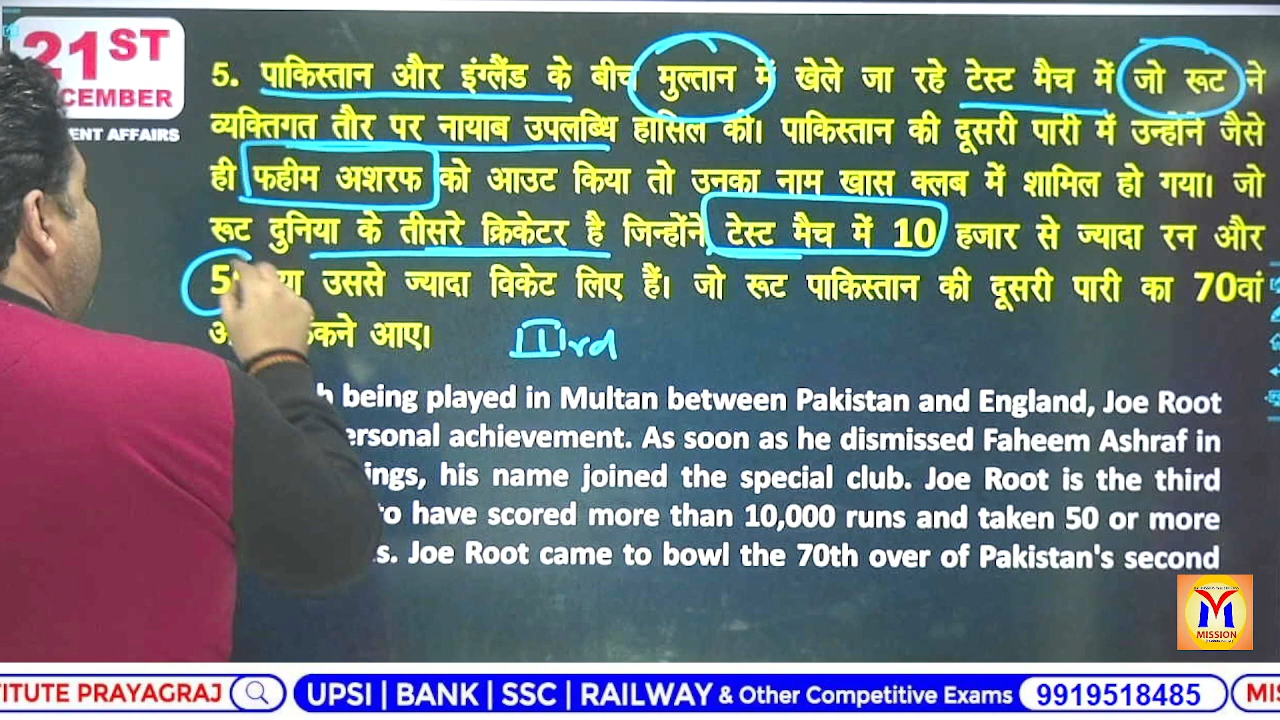 21ST
CEMBER
ENT AFFAIRS
5. पाकिस्तान और इंग्लैंड के बीच मुल्तान में खेले जा रहे टेस्ट मैच में जो रूट ने
व्यक्तिगत तौर पर नायाब उपलब्धि हासिल की। पाकिस्तान की दूसरी पारी में उन्होंने जैसे
ही फहीम अशरफ को आउट किया तो उनका नाम खास क्लब में शामिल हो गया। जो
रूट दुनिया के तीसरे क्रिकेटर है जिन्होंने टेस्ट मैच में 10 हजार से ज्यादा रन और
5 उससे ज्यादा विकेट लिए हैं। जो रूट पाकिस्तान की दूसरी पारी का 70वां
आए।
IIIrd
being played in Multan between Pakistan and England, Joe Root
ersonal achievement. As soon as he dismissed Faheem Ashraf in
ings, his name joined the special club. Joe Root is the third
to have scored more than 10,000 runs and taken 50 or more
s. Joe Root came to bowl the 70th over of Pakistan's second
MISSION
TITUTE PRAYAGRAJ UPSI | BANK | SSC | RAILWAY & Other Competitive Exams 9919518485 MIS